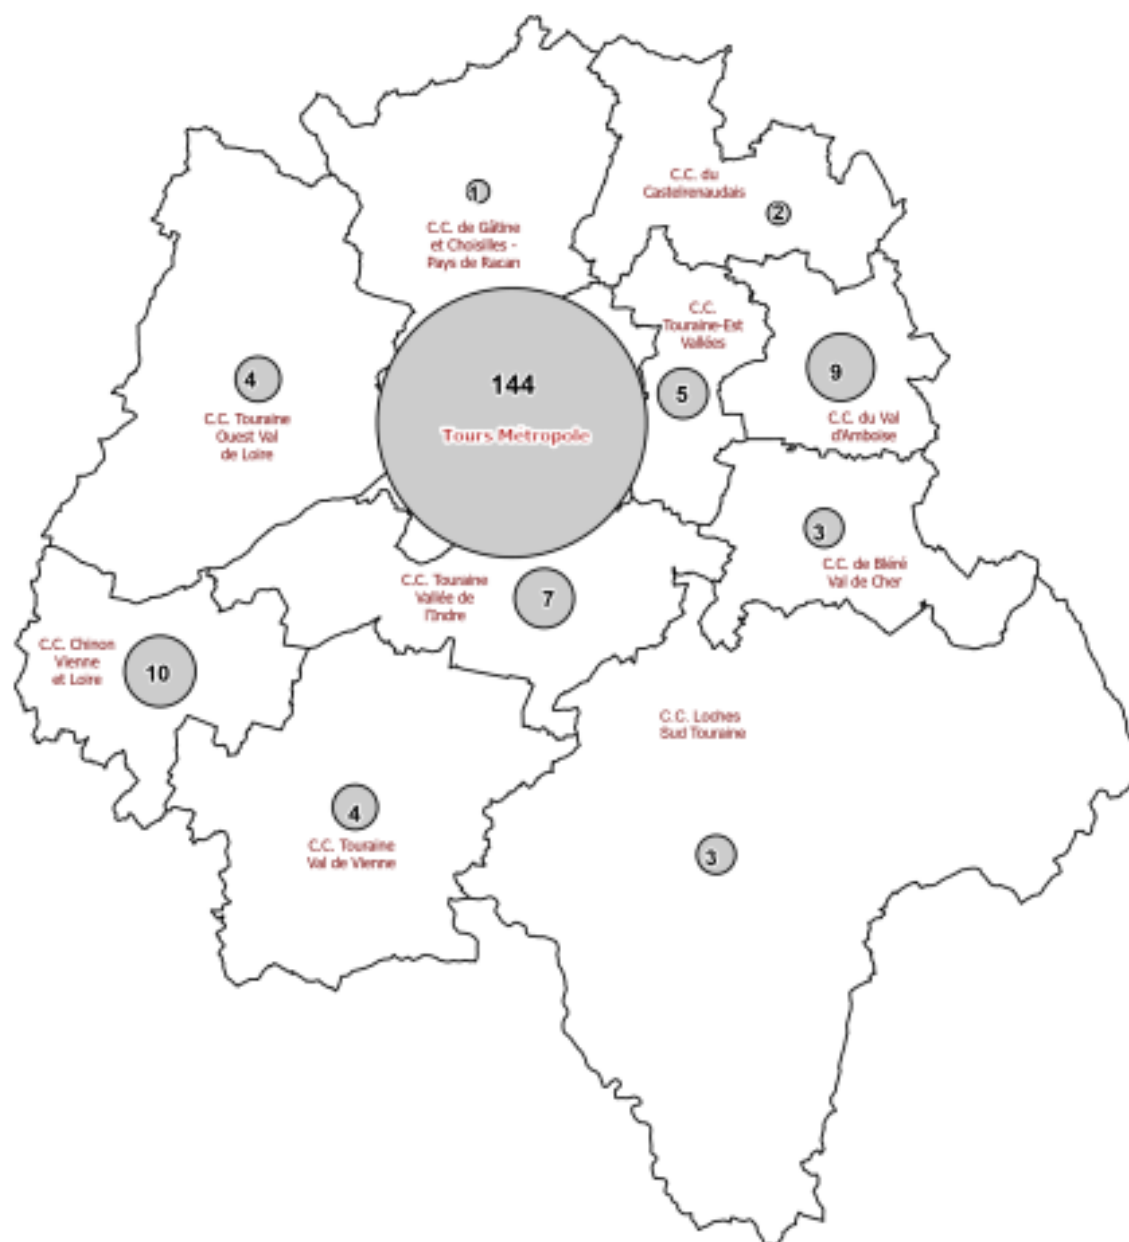 1
C.C. de Gâtine
et Choisilles -
Pays de Racan
C.C. du
Castelrenaudais
2
C.C.
Touraine-Est
Vallées
5
9
C.C. du Val
d'Amboise
144
Tours Métropole
4
C.C. Touraine
Ouest Val
de Loire
3
C.C. de Bléré
Val de Cher
C.C. Touraine
Vallée de
l'Indre
7
C.C. Chinon
Vienne
et Loire
10
C.C. Loches
Sud Touraine
3
4
C.C. Touraine
Val de Vienne